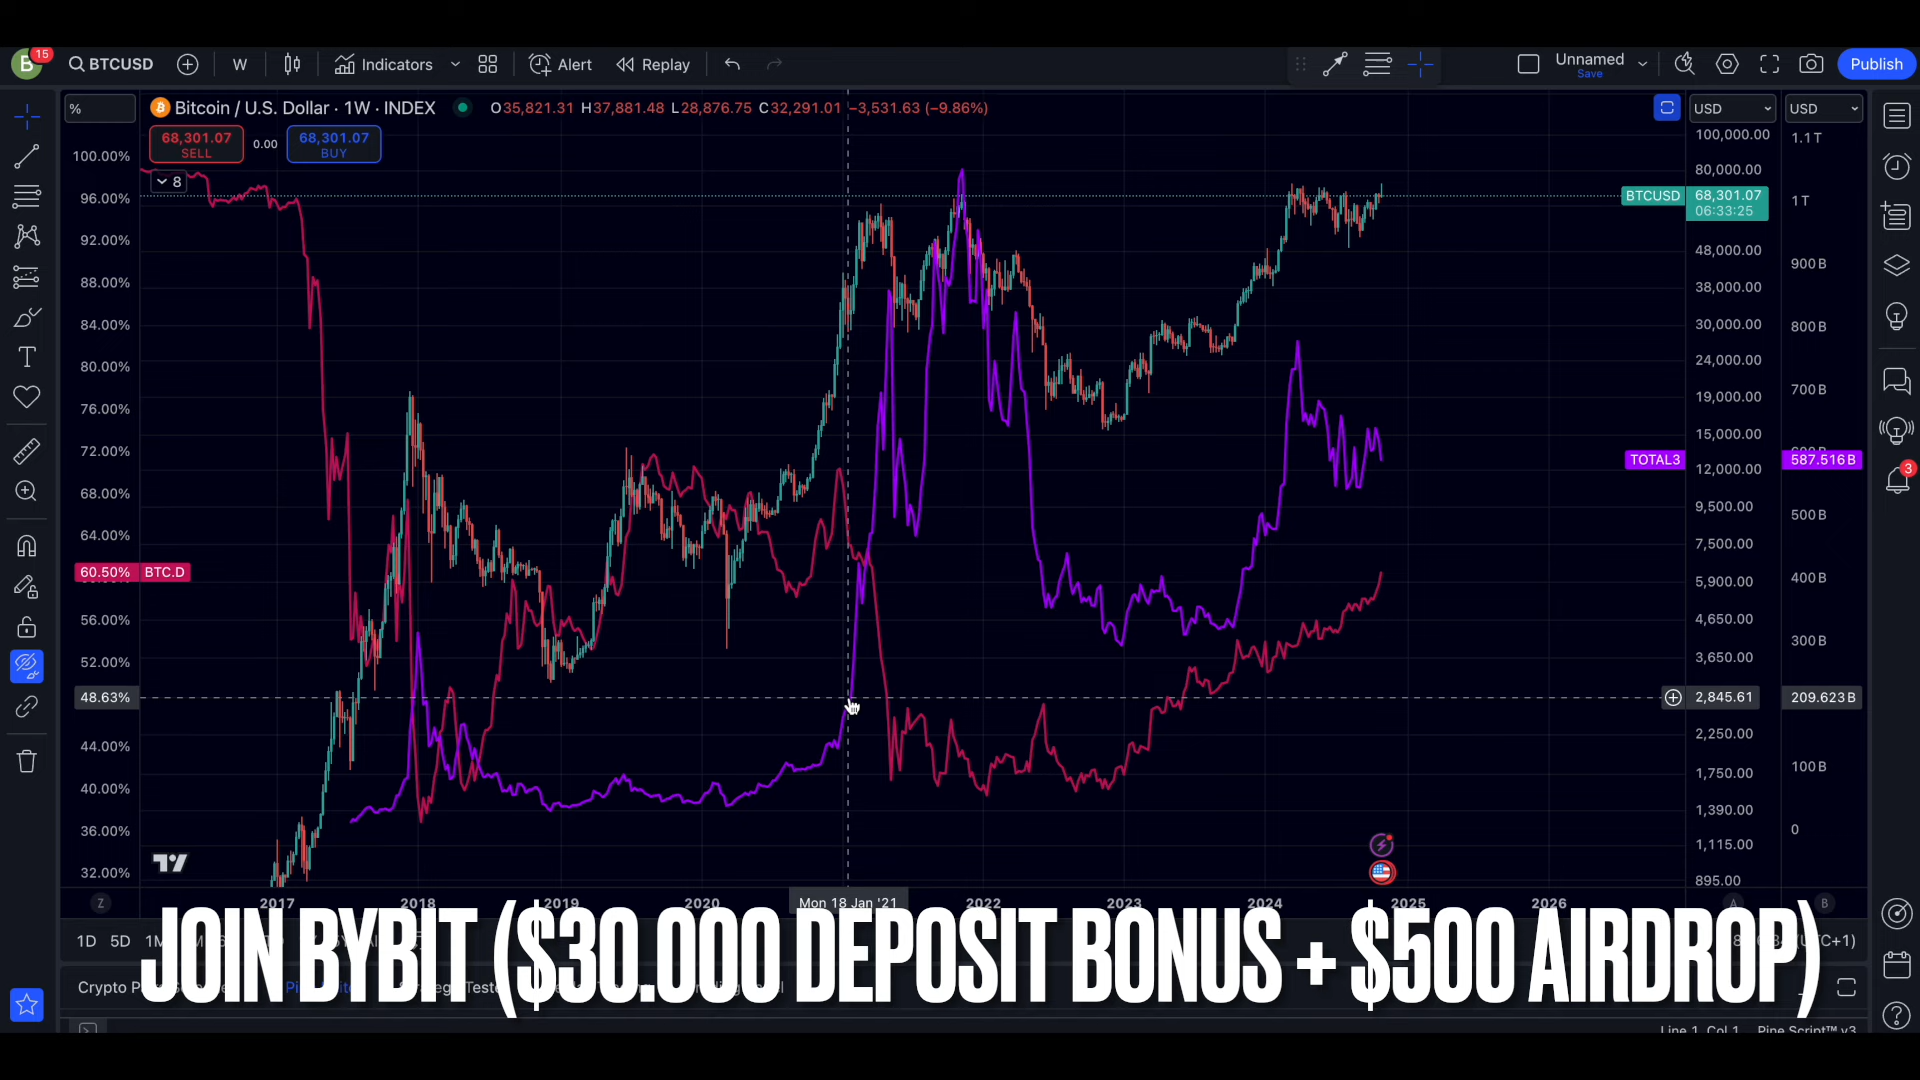 B 15 BTCUSD W Indicators Alert Replay Unnamed Save Publish
% Bitcoin / U.S. Dollar · 1W · INDEX O35,821.31 H37,881.48 L28,876.75 C32,291.01 −3,531.63 (−9.86%) USD USD
68,301.07 SELL 0.00 68,301.07 BUY
8
100.00%
96.00%
92.00%
88.00%
84.00%
80.00%
76.00%
72.00%
68.00%
64.00%
60.50% BTC.D
56.00%
52.00%
48.63%
44.00%
40.00%
36.00%
32.00%
100,000.00
80,000.00
BTCUSD 68,301.07
06:33:25
48,000.00
38,000.00
30,000.00
24,000.00
19,000.00
15,000.00
12,000.00
9,500.00
7,500.00
5,900.00
4,650.00
3,650.00
2,845.61
2,250.00
1,750.00
1,390.00
1,115.00
895.00
1.1T
1T
900B
800B
700B
TOTAL3 587.516B
500B
400B
300B
209.623B
100B
0
3
Z 2017 2018 2019 2020 Mon 18 Jan '21 2022 2023 2024 2025 2026 A B
1D 5D
JOIN BYBIT ($30.000 DEPOSIT BONUS + $500 AIRDROP)
Crypto
Line 1, Col 1 Pine Script™ v3